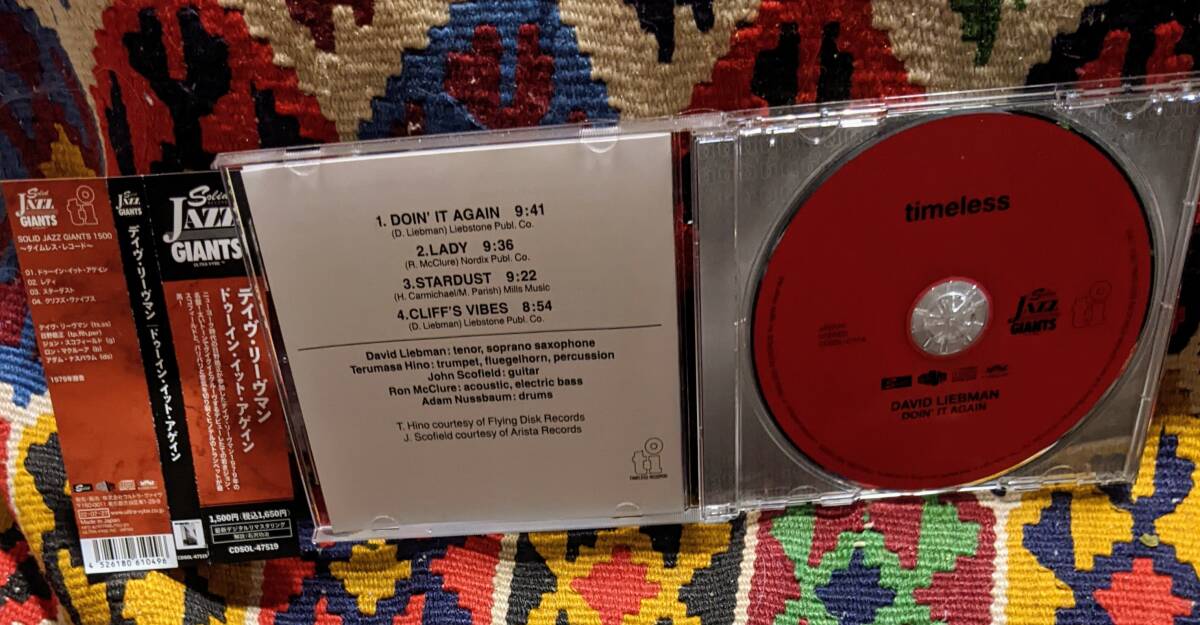 Solid
JAZZ
GIANTS
ti
SOLID JAZZ GIANTS 1500
〜タイムレス・レコード〜
01. ドゥーイン・イット・アゲイン
02. レディ
03. スターダスト
04. クリフズ・ヴァイブス
デイヴ・リーヴマン (ts,ss)
日野皓正 (tp,flh,per)
ジョン・スコフィールド (g)
ロン・マクルーア (b)
アダム・ナスバウム (ds)
1979年録音
Made in Japan
4 526180 610496
Solid
JAZZ
GIANTS
デイヴ・リーヴマン
ドゥーイン・イット・アゲイン
CDSOL-47519
Solid
JAZZ
GIANTS
ULTRA-VYBE
デイヴ・リーヴマン
ドゥーイン・イット・アゲイン
1,500円(税込1,650円)
最新デジタルリマスタリング
CDSOL-47519
1. DOIN' IT AGAIN 9:41
(D. Liebman) Liebstone Publ. Co.
2.LADY 9:36
(R. McClure) Nordix Publ. Co.
3.STARDUST 9:22
(H. Carmichael/M. Parish) Mills Music
4.CLIFF'S VIBES 8:54
(D. Liebman) Liebstone Publ. Co.
David Liebman: tenor, soprano saxophone
Terumasa Hino: trumpet, fluegelhorn, percussion
John Scofield: guitar
Ron McClure: acoustic, electric bass
Adam Nussbaum: drums
T. Hino courtesy of Flying Disk Records
J. Scofield courtesy of Arista Records
ti
TIMELESS RECORDS
timeless
Solid
JAZZ
GIANTS
ti
DAVID LIEBMAN
DOIN' IT AGAIN